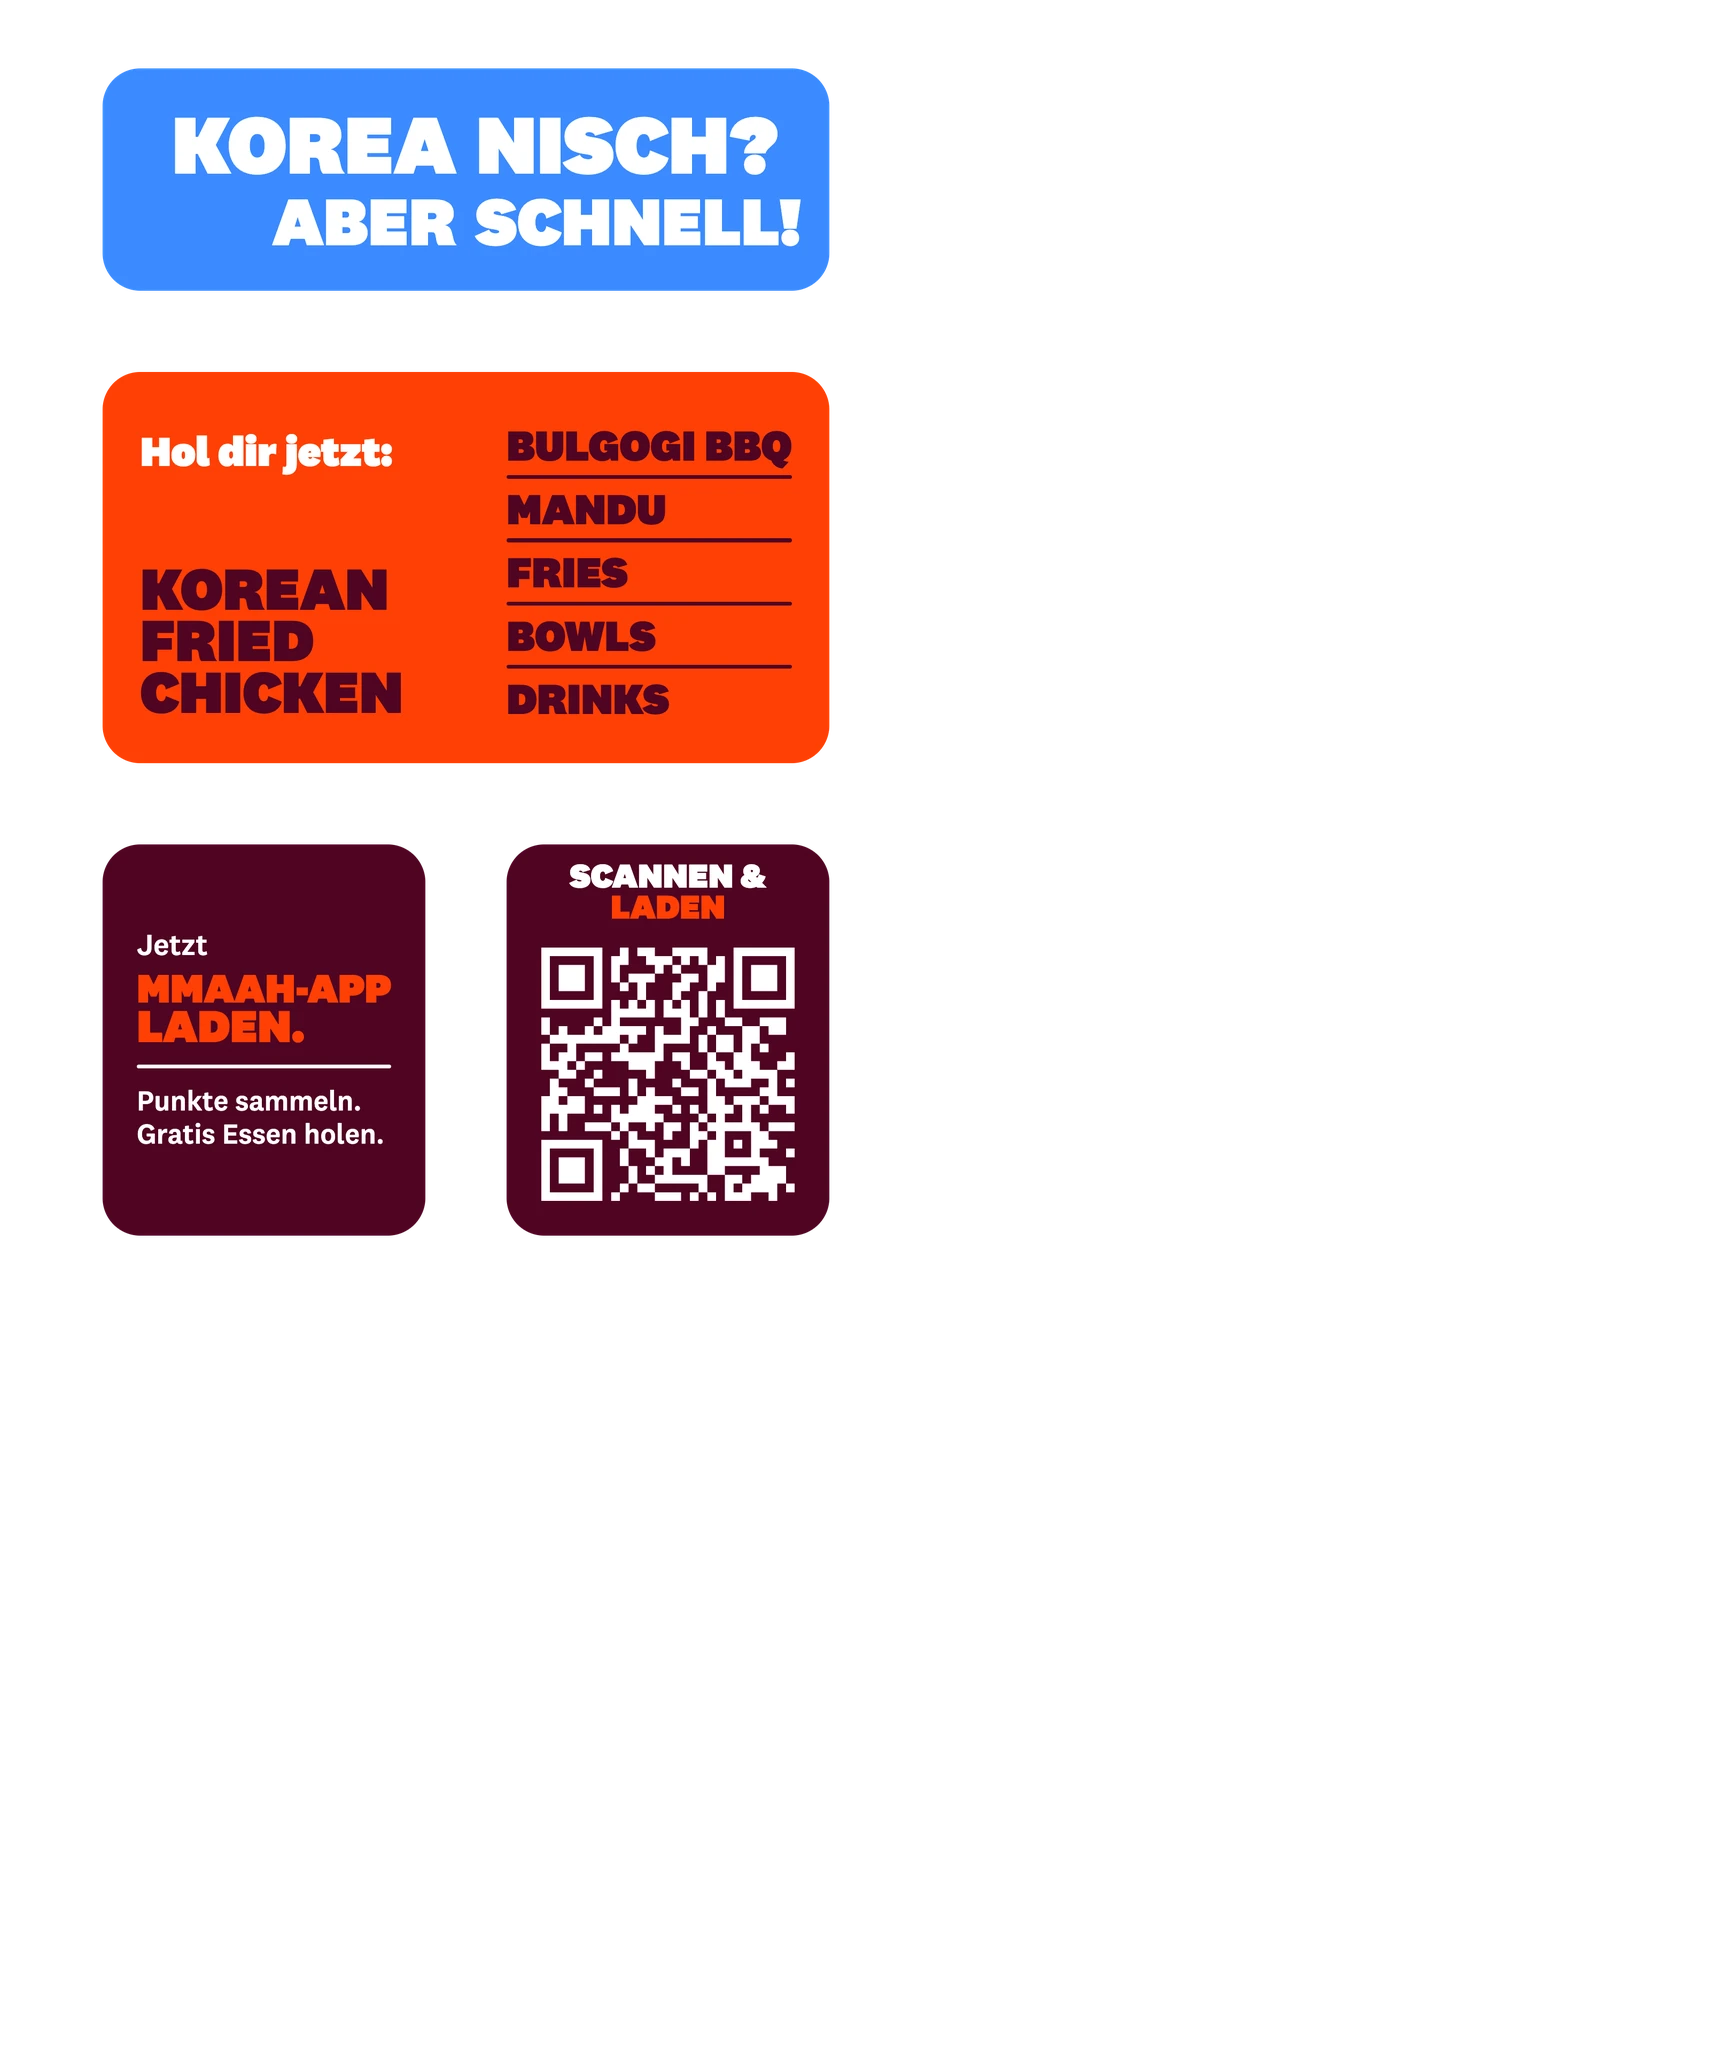 KOREA NISCH?
ABER SCHNELL!
Hol dir jetzt:
KOREAN
FRIED
CHICKEN
BULGOGI BBQ
MANDU
FRIES
BOWLS
DRINKS
Jetzt
MMAAH-APP
LADEN.
Punkte sammeln.
Gratis Essen holen.
SCANNEN &
LADEN